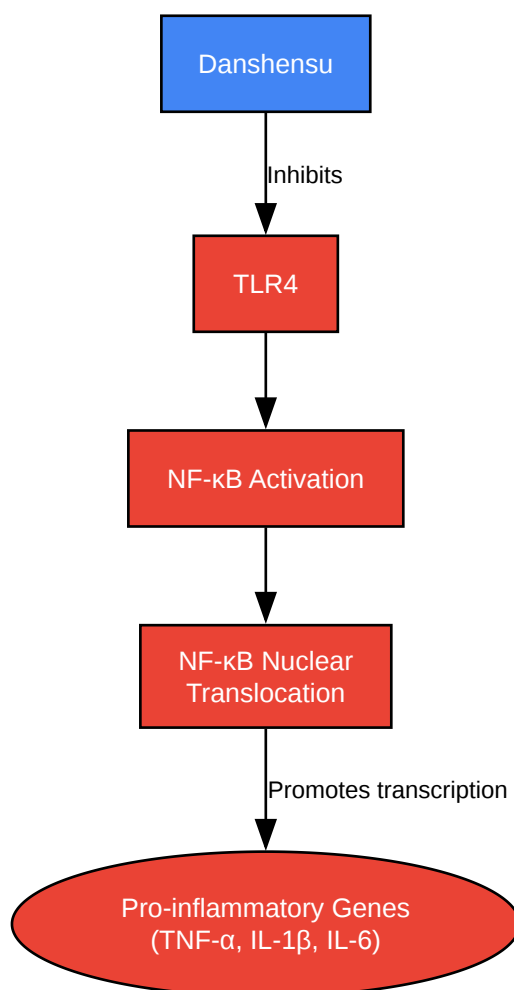 Danshensu
Inhibits
TLR4
NF-κB Activation
NF-κB Nuclear
Translocation
Promotes transcription
Pro-inflammatory Genes
(TNF-α, IL-1β, IL-6)